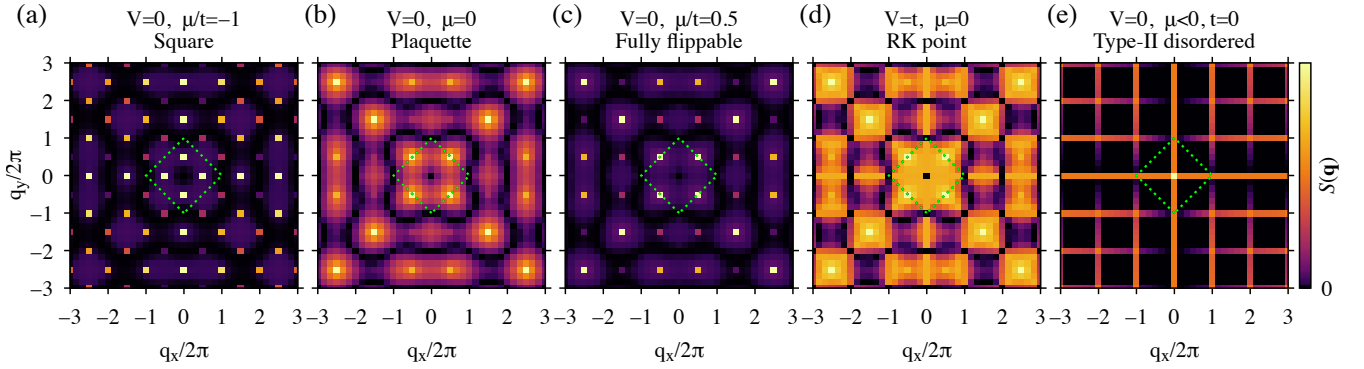 (a) V=0, μ/t=−1
Square
(b) V=0, μ=0
Plaquette
(c) V=0, μ/t=0.5
Fully flippable
(d) V=t, μ=0
RK point
(e) V=0, μ<0, t=0
Type-II disordered
3
2
1
0
−1
−2
−3
q_y/2π
−3 −2 −1 0 1 2 3
−3 −2 −1 0 1 2 3
−3 −2 −1 0 1 2 3
−3 −2 −1 0 1 2 3
−3 −2 −1 0 1 2 3
q_x/2π
q_x/2π
q_x/2π
q_x/2π
q_x/2π
S(q)
0